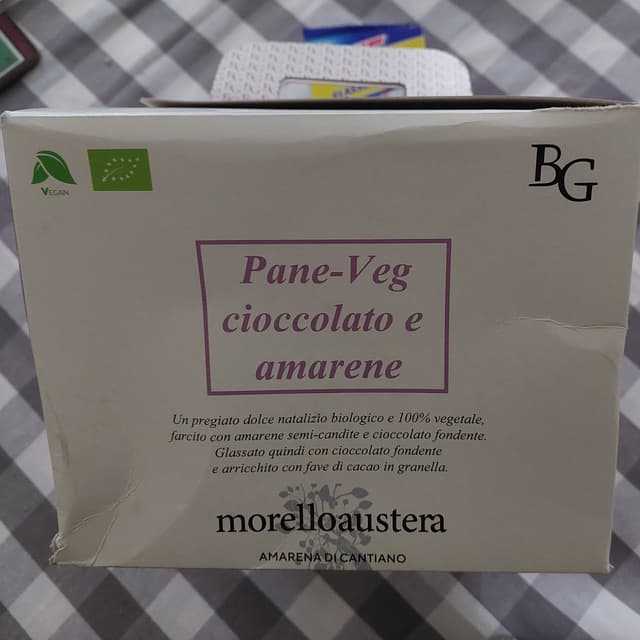 VEGAN
BG
Pane-Veg
cioccolato e
amarene
Un pregiato dolce natalizio biologico e 100% vegetale,
farcito con amarene semi-candite e cioccolato fondente.
Glassato quindi con cioccolato fondente
e arricchito con fave di cacao in granella.
morelloaustera
AMARENA DI CANTIANO